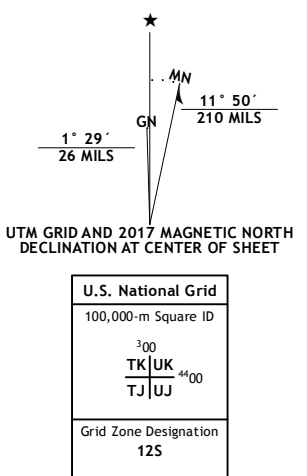 ★
MN
GN
11° 50´
210 MILS
1° 29´
26 MILS
UTM GRID AND 2017 MAGNETIC NORTH
DECLINATION AT CENTER OF SHEET
U.S. National Grid
100,000-m Square ID
³00
TK UK
⁴⁴00
TJ UJ
Grid Zone Designation
12S